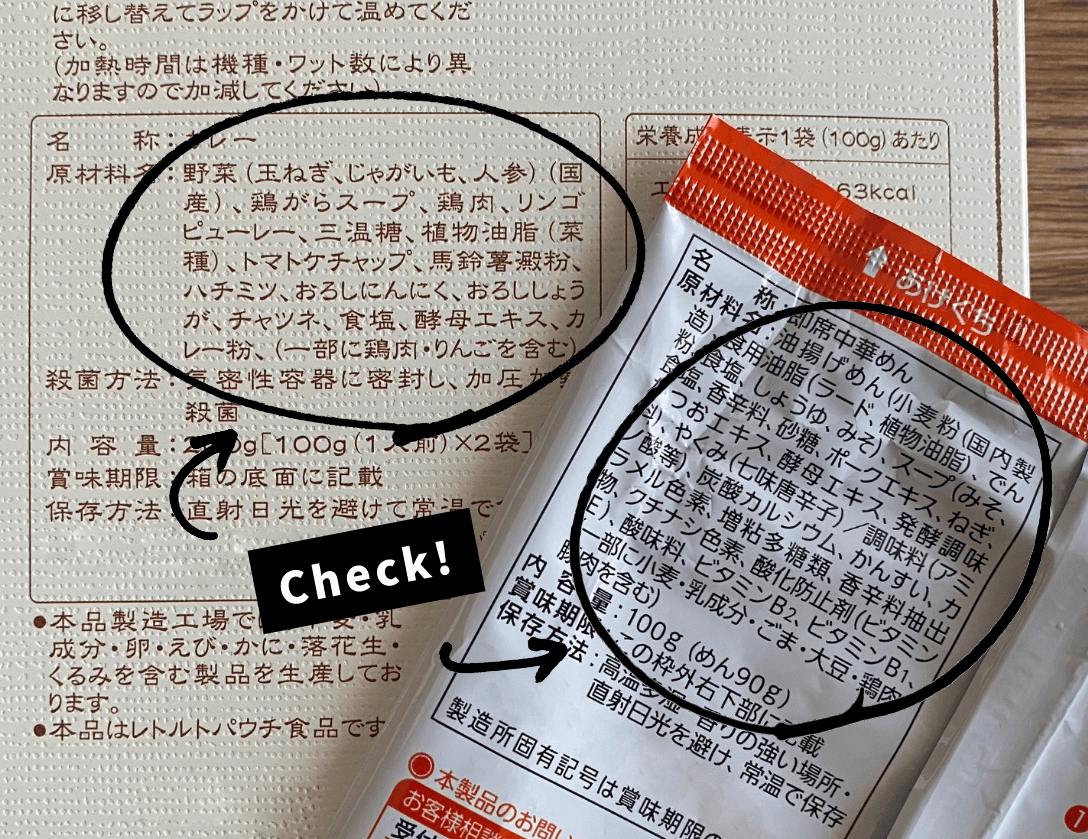 に移し替えてラップをかけて温めてくだ
さい。
(加熱時間は機種・ワット数により異
なりますので加減してください)
名 称：カレー
原材料名：野菜（玉ねぎ、じゃがいも、人参）（国
産）、鶏がらスープ、鶏肉、リンゴ
ピューレー、三温糖、植物油脂（菜
種）、トマトケチャップ、馬鈴薯澱粉、
ハチミツ、おろしにんにく、おろししょう
が、チャツネ、食塩、酵母エキス、カ
レー粉、（一部に鶏肉・りんごを含む）
殺菌方法：気密性容器に密封し、加圧加熱
殺菌
内 容 量：200g[100g(1人前)×2袋]
賞味期限：箱の底面に記載
保存方法：直射日光を避けて常温で
●本品製造工場では 乳
成分・卵・えび・かに・落花生・
くるみを含む製品を生産してお
ります。
●本品はレトルトパウチ食品です
栄養成 表示1袋(100g)あたり
エ 63kcal
Check!
あけくち
名 称：即席中華めん
原材料名：油揚げめん（小麦粉（国内製
造）、食用油脂（ラード、植物油脂）、でん
粉、食塩、しょうゆ、みそ）、スープ（みそ、
食塩、香辛料、砂糖、ポークエキス、ねぎ、
かつおエキス、酵母エキス、発酵調味
料）、やくみ（七味唐辛子）／調味料（アミ
ノ酸等）、炭酸カルシウム、かんすい、カ
ラメル色素、増粘多糖類、香辛料抽出
物、クチナシ色素、酸化防止剤（ビタミン
E）、酸味料、ビタミンB₂、ビタミンB₁、
（一部に小麦・乳成分・ごま・大豆・鶏肉・
豚肉を含む）
内 容 量：100g（めん90g）
賞味期限：この枠外右下部に記載
保存方法：高温多湿・香りの強い場所・
直射日光を避け、常温で保存
製造所固有記号は賞味期限の
●本製品のお問い
お客様相談
受付